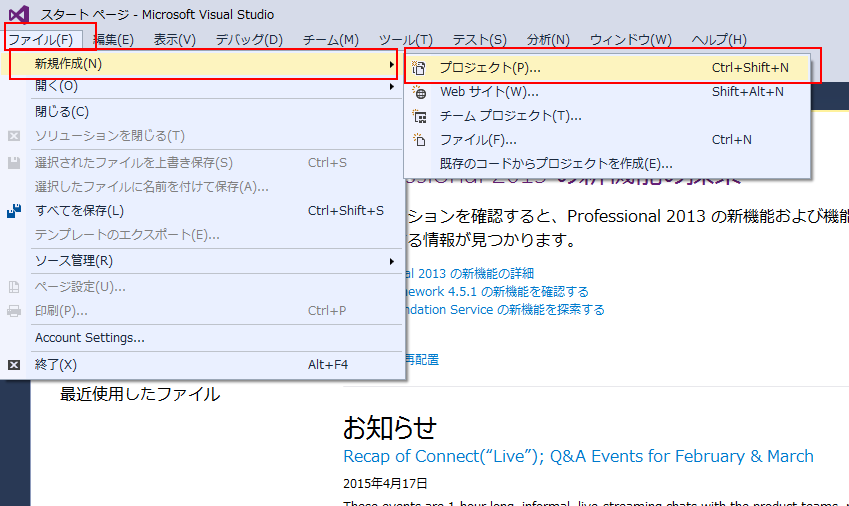 スタート ページ - Microsoft Visual Studio
ファイル(F) 編集(E) 表示(V) デバッグ(D) チーム(M) ツール(T) テスト(S) 分析(N) ウィンドウ(W) ヘルプ(H)
新規作成(N)
開く(O)
閉じる(C)
ソリューションを閉じる(T)
選択されたファイルを上書き保存(S) Ctrl+S
選択したファイルに名前を付けて保存(A)...
すべてを保存(L) Ctrl+Shift+S
テンプレートのエクスポート(E)...
ソース管理(R)
ページ設定(U)...
印刷(P)... Ctrl+P
Account Settings...
終了(X) Alt+F4
プロジェクト(P)... Ctrl+Shift+N
Web サイト(W)... Shift+Alt+N
チーム プロジェクト(T)...
ファイル(F)... Ctrl+N
既存のコードからプロジェクトを作成(E)...
ションを確認すると、Professional 2013 の新機能および機能
る情報が見つかります。
al 2013 の新機能の詳細
mework 4.5.1 の新機能を確認する
ndation Service の新機能を探索する
再配置
最近使用したファイル
お知らせ
Recap of Connect(“Live”); Q&A Events for February & March
2015年4月17日
These events are 1-hour long, informal, live-streaming chats with the product teams,